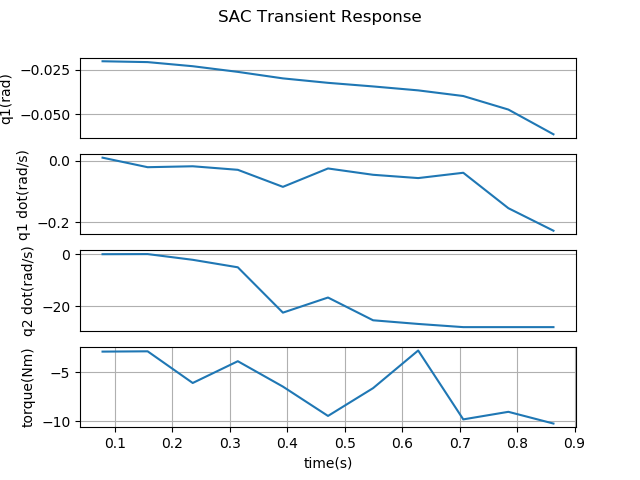 SAC Transient Response
q1(rad)
−0.025
−0.050
q1 dot(rad/s)
0.0
−0.2
q2 dot(rad/s)
0
−20
torque(Nm)
−5
−10
0.1 0.2 0.3 0.4 0.5 0.6 0.7 0.8 0.9
time(s)